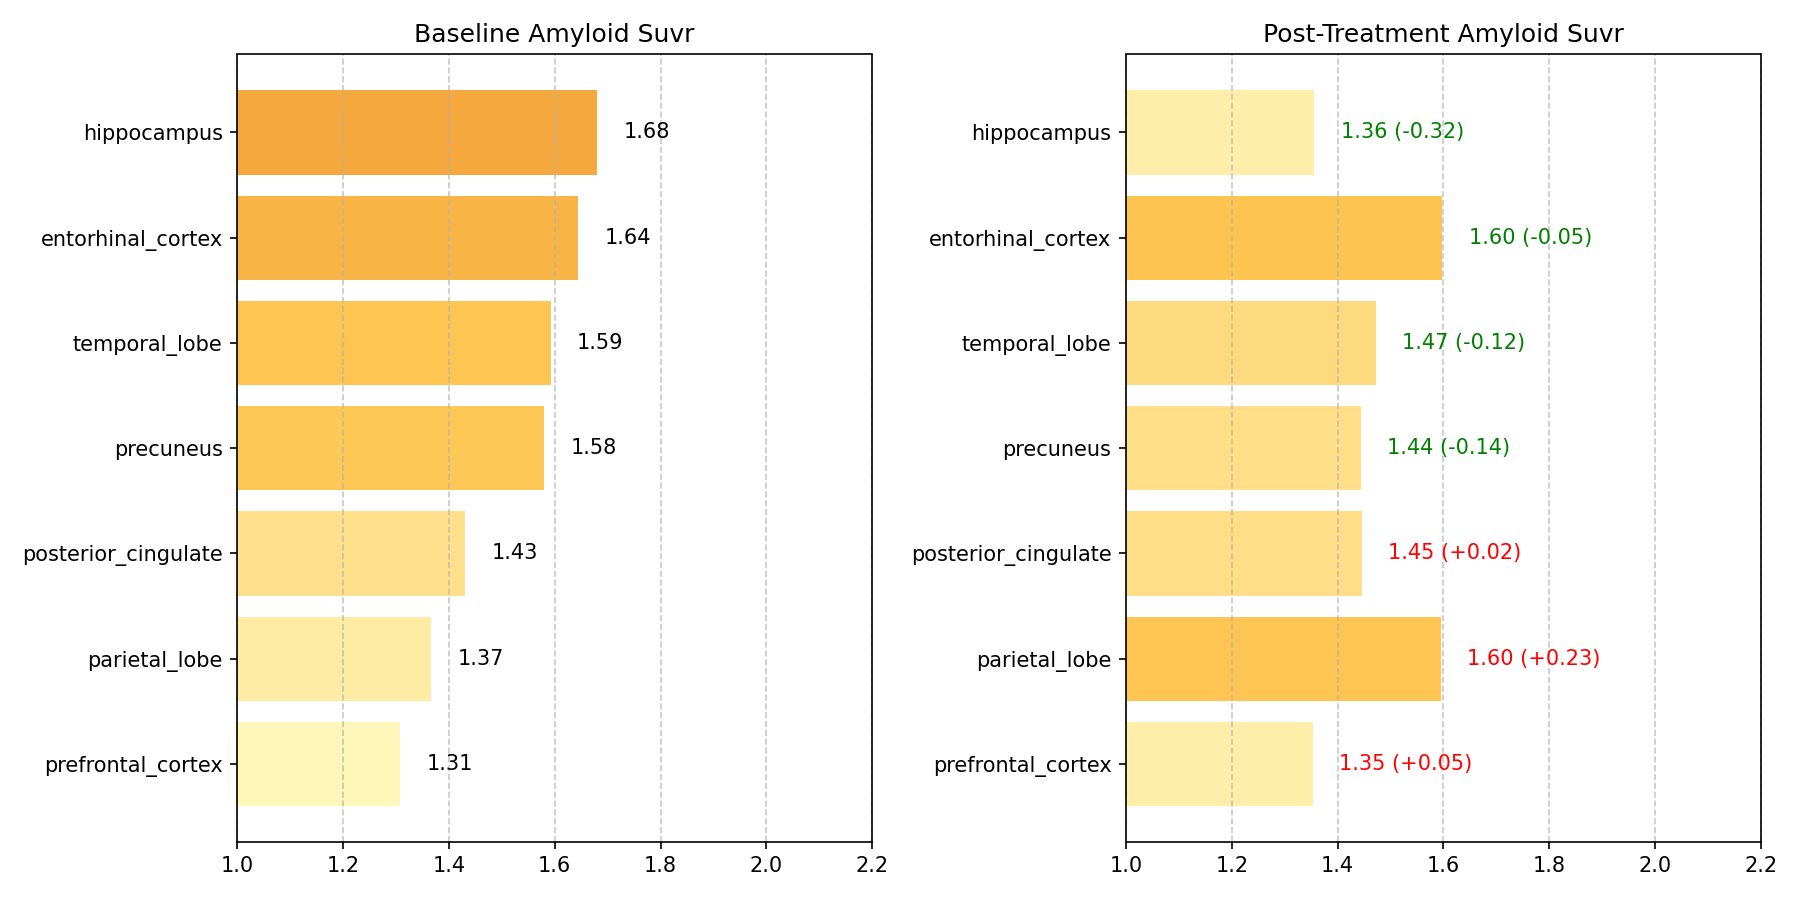 Baseline Amyloid Suvr
hippocampus
1.68
entorhinal_cortex
1.64
temporal_lobe
1.59
precuneus
1.58
posterior_cingulate
1.43
parietal_lobe
1.37
prefrontal_cortex
1.31
1.0 1.2 1.4 1.6 1.8 2.0 2.2
Post-Treatment Amyloid Suvr
hippocampus
1.36 (-0.32)
entorhinal_cortex
1.60 (-0.05)
temporal_lobe
1.47 (-0.12)
precuneus
1.44 (-0.14)
posterior_cingulate
1.45 (+0.02)
parietal_lobe
1.60 (+0.23)
prefrontal_cortex
1.35 (+0.05)
1.0 1.2 1.4 1.6 1.8 2.0 2.2